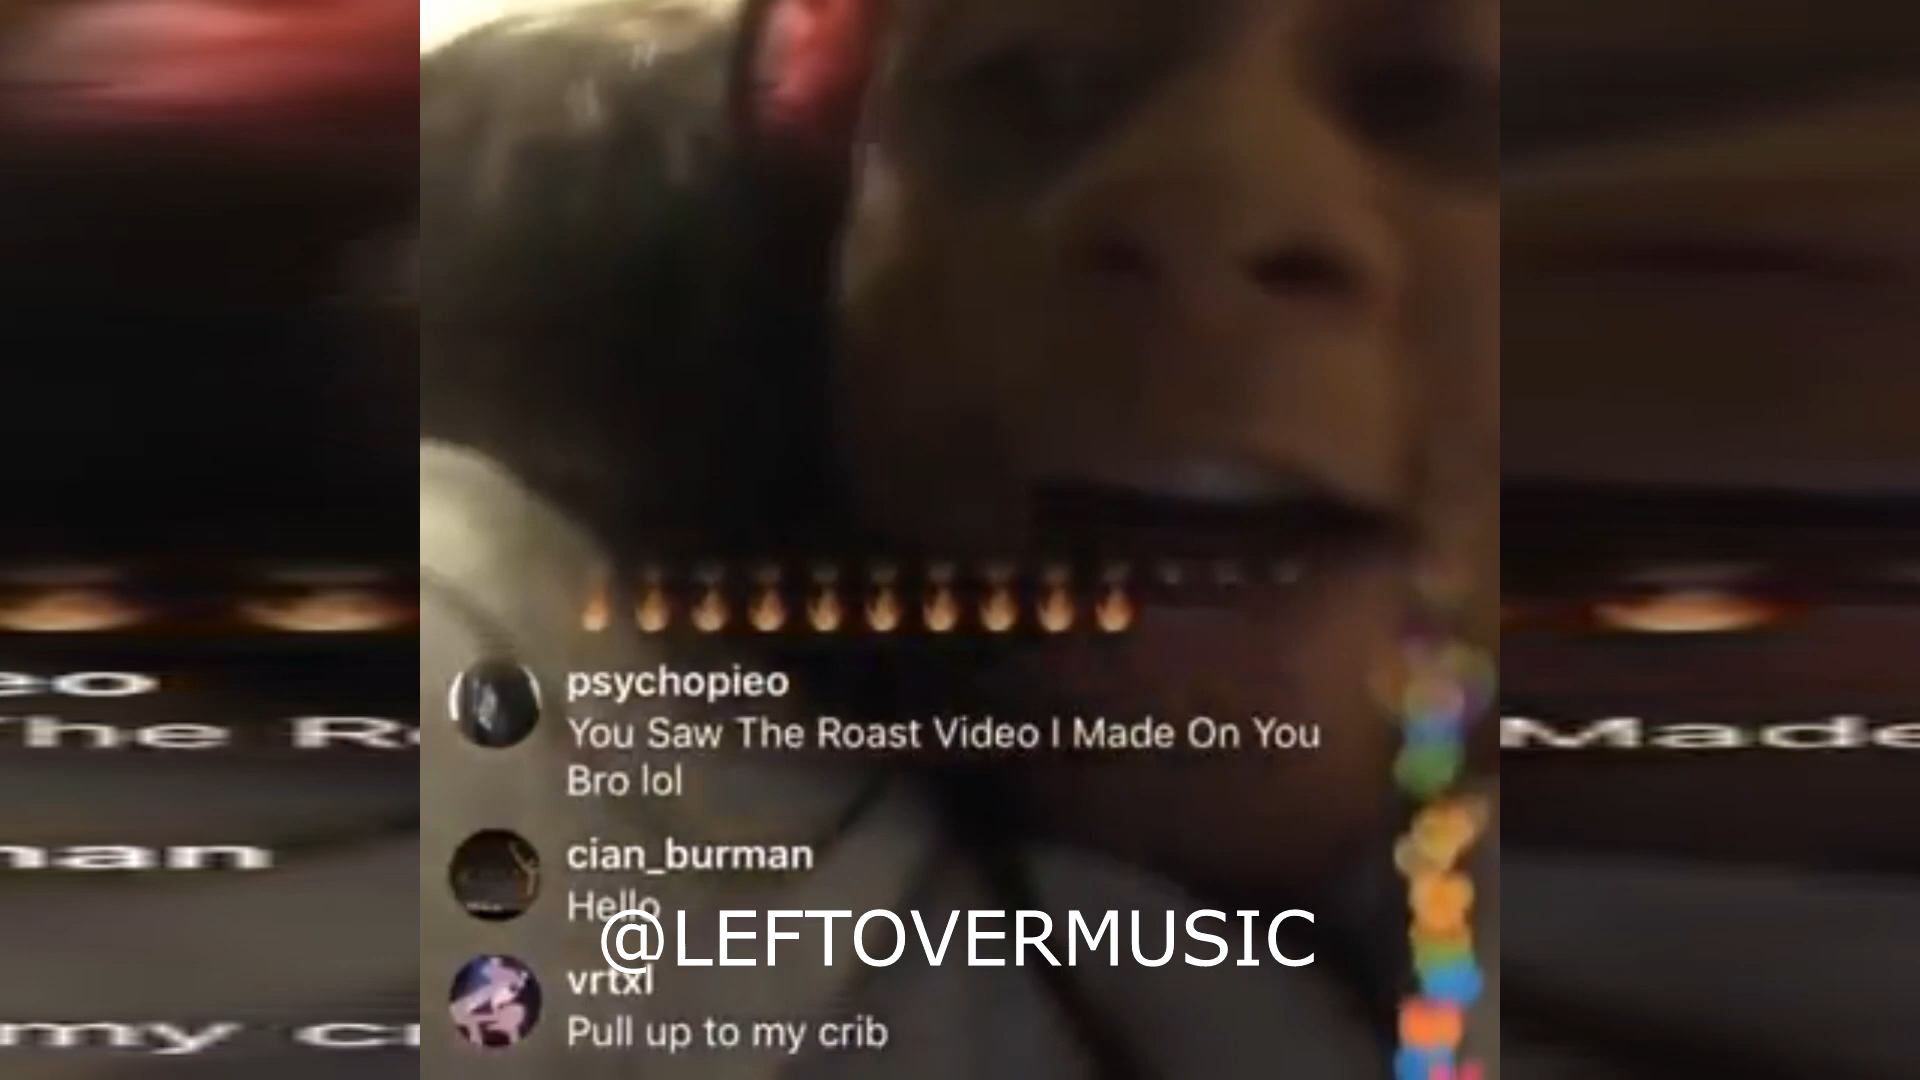 🔥🔥🔥🔥🔥🔥🔥🔥🔥🔥
psychopieo
You Saw The Roast Video I Made On You
Bro lol
cian_burman
Hello
@LEFTOVERMUSIC
vrtxl
Pull up to my crib